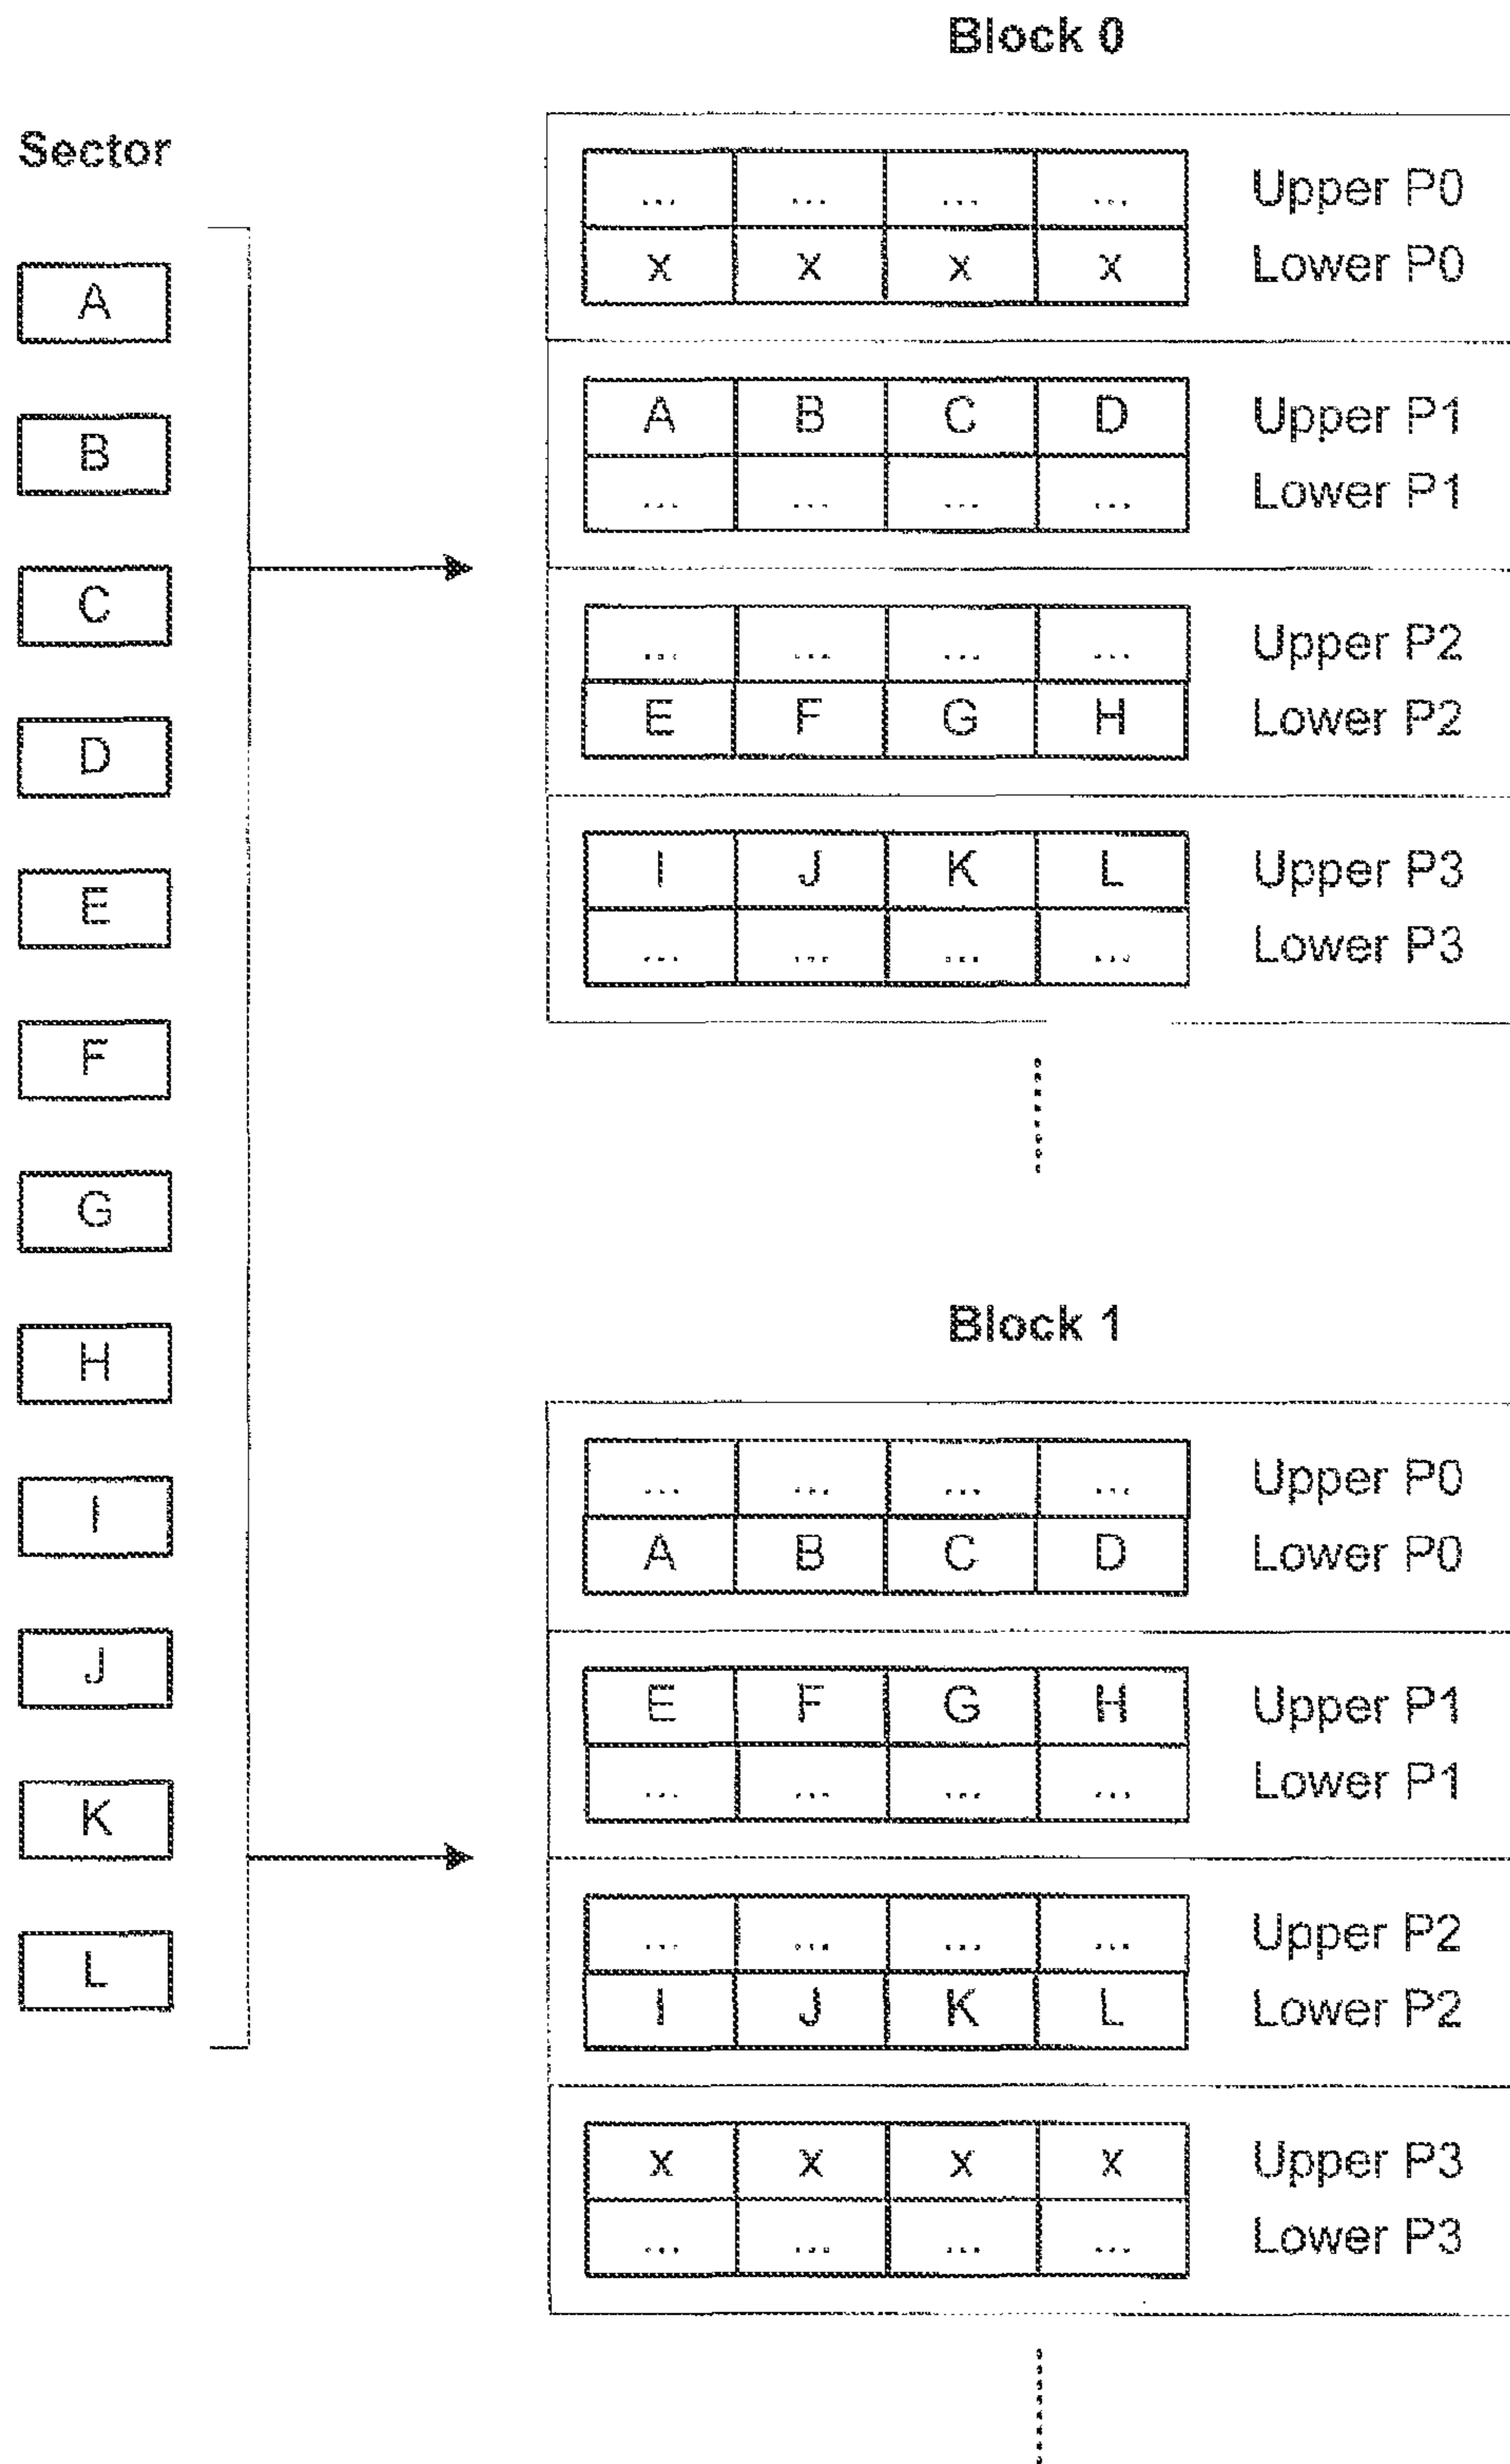 Sector
A
B
C
D
E
F
G
H
I
J
K
L
Block 0
... ... ... ... Upper P0
X X X X Lower P0
A B C D Upper P1
... ... ... ... Lower P1
... ... ... ... Upper P2
E F G H Lower P2
I J K L Upper P3
... ... ... ... Lower P3
Block 1
... ... ... ... Upper P0
A B C D Lower P0
E F G H Upper P1
... ... ... ... Lower P1
... ... ... ... Upper P2
I J K L Lower P2
X X X X Upper P3
... ... ... ... Lower P3